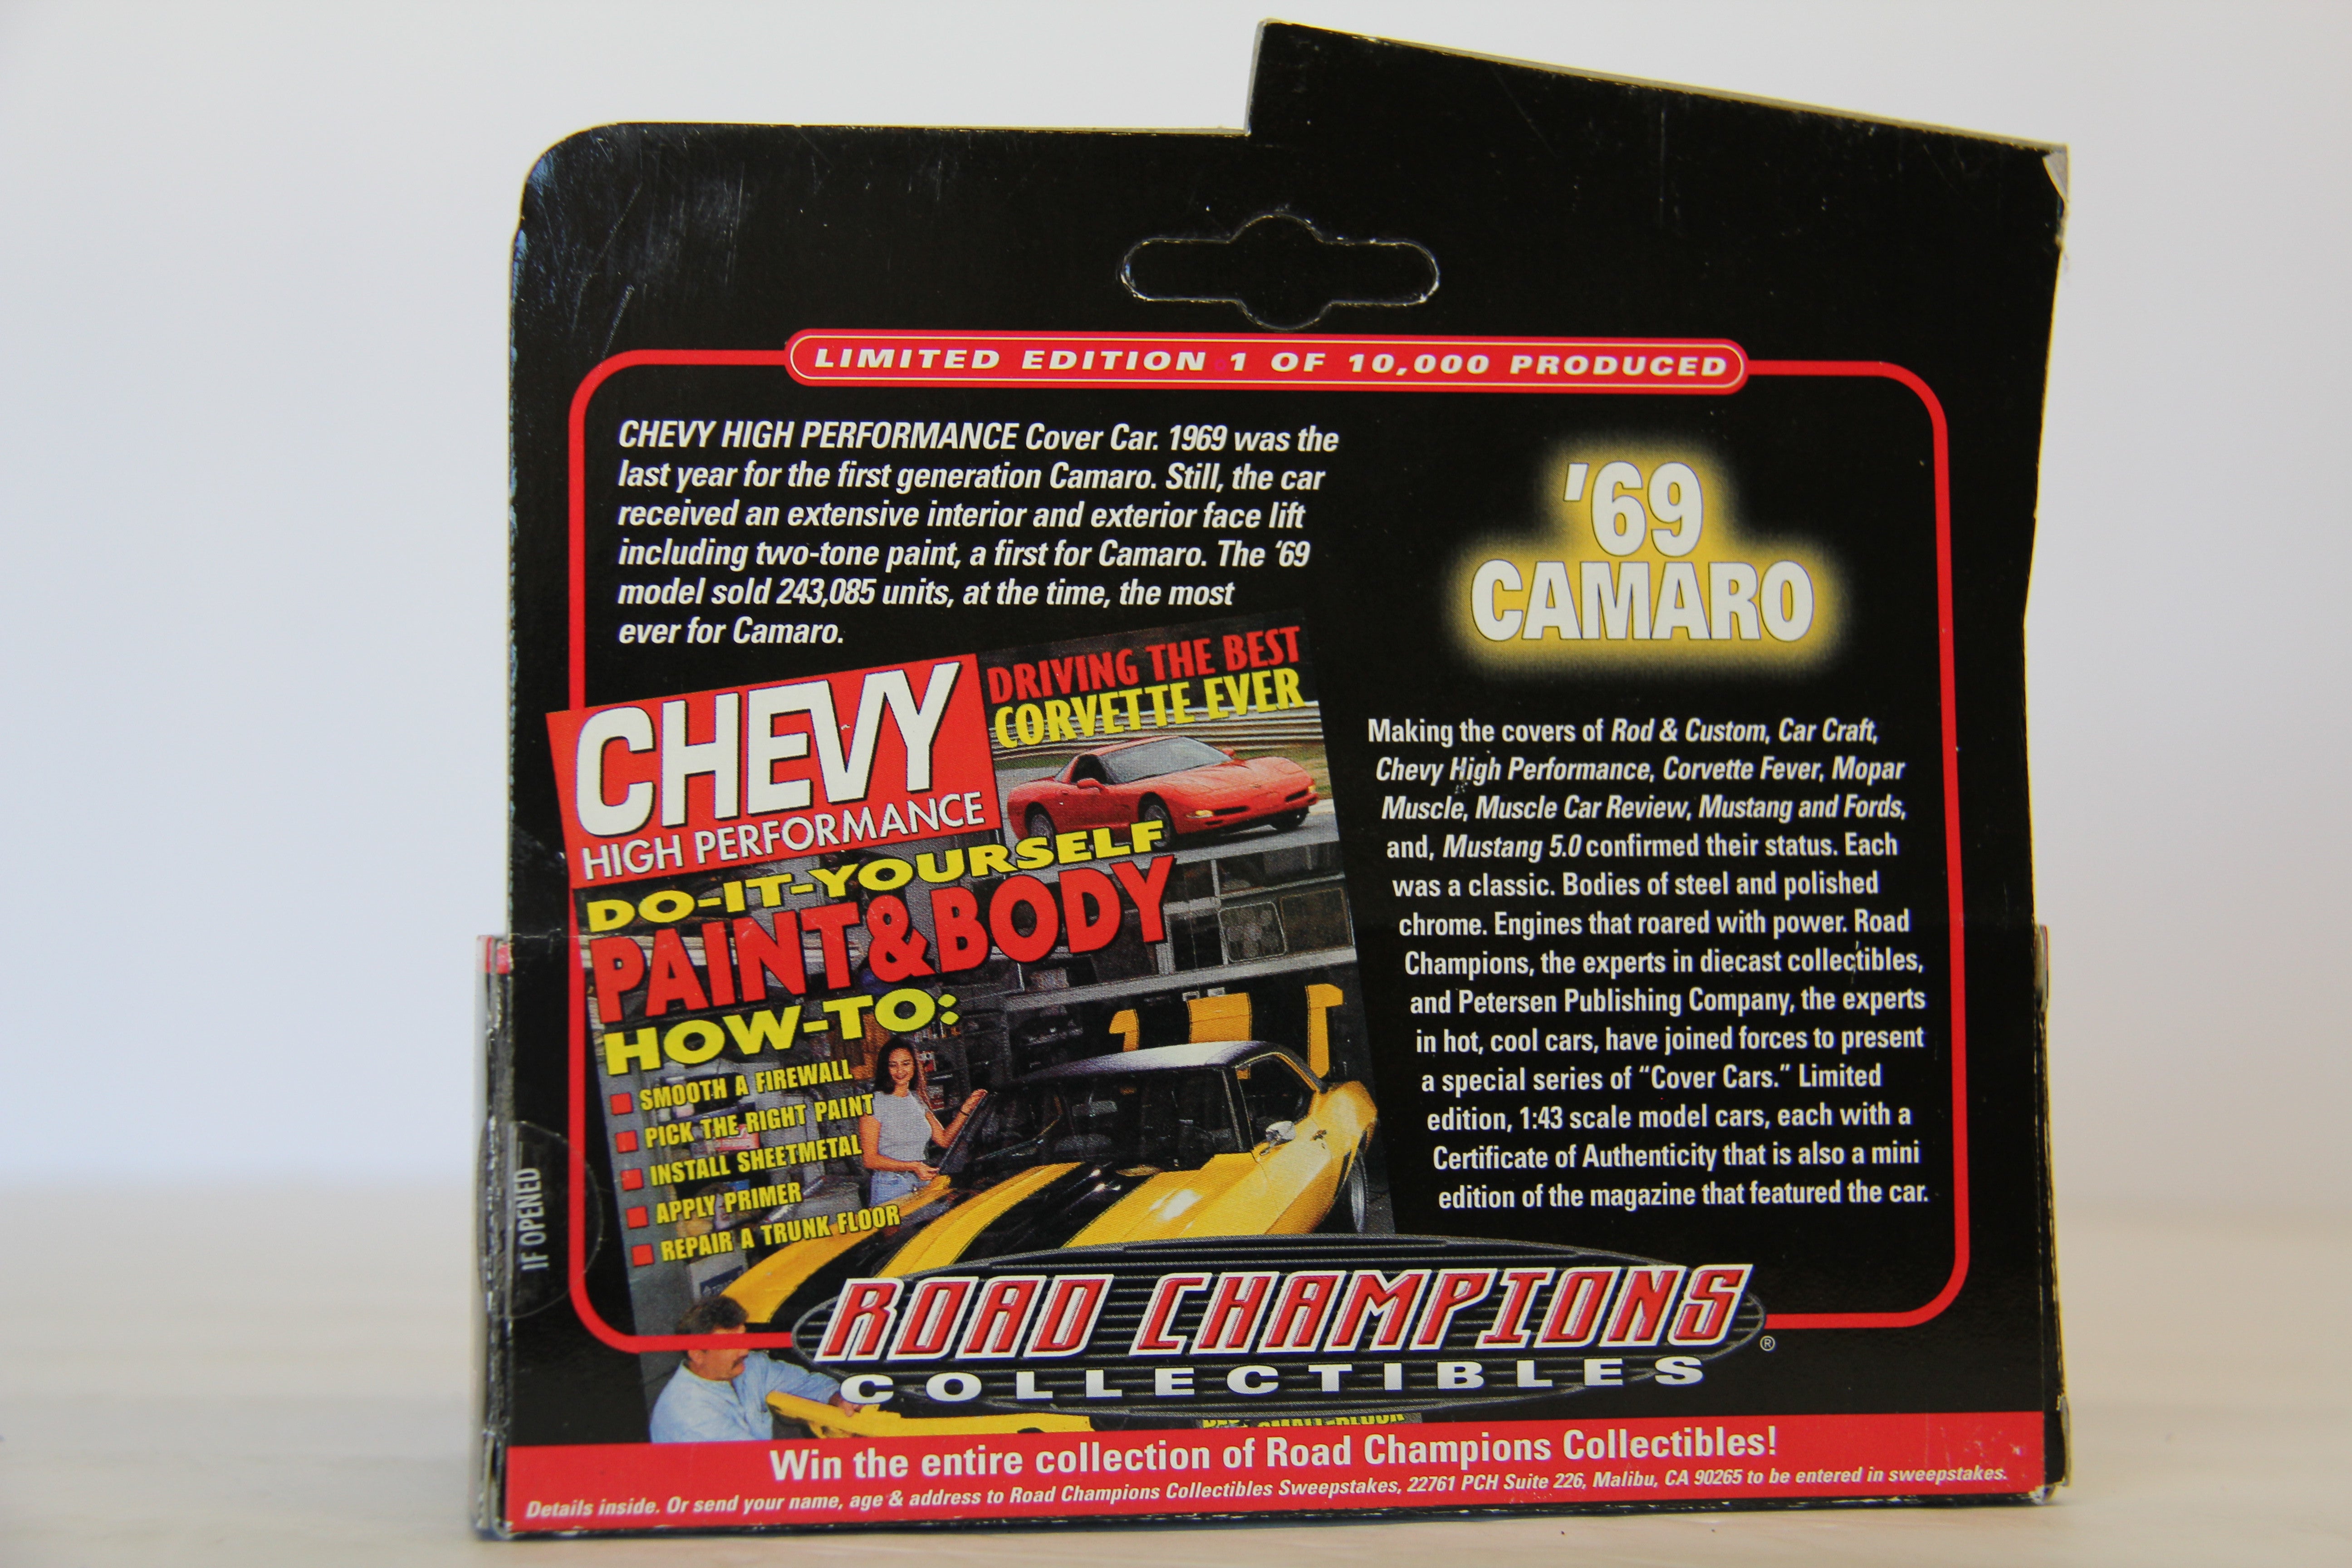 LIMITED EDITION 1 OF 10,000 PRODUCED
CHEVY HIGH PERFORMANCE Cover Car. 1969 was the
last year for the first generation Camaro. Still, the car
received an extensive interior and exterior face lift
including two-tone paint, a first for Camaro. The '69
model sold 243,085 units, at the time, the most
ever for Camaro.
'69
CAMARO
CHEVY
HIGH PERFORMANCE
DRIVING THE BEST
CORVETTE EVER
DO-IT-YOURSELF
PAINT&BODY
HOW-TO:
SMOOTH A FIREWALL
PICK THE RIGHT PAINT
INSTALL SHEETMETAL
APPLY PRIMER
REPAIR A TRUNK FLOOR
Making the covers of Rod & Custom, Car Craft,
Chevy High Performance, Corvette Fever, Mopar
Muscle, Muscle Car Review, Mustang and Fords,
and, Mustang 5.0 confirmed their status. Each
was a classic. Bodies of steel and polished
chrome. Engines that roared with power. Road
Champions, the experts in diecast collectibles,
and Petersen Publishing Company, the experts
in hot, cool cars, have joined forces to present
a special series of "Cover Cars." Limited
edition, 1:43 scale model cars, each with a
Certificate of Authenticity that is also a mini
edition of the magazine that featured the car.
IF OPENED
ROAD CHAMPIONS
®
COLLECTIBLES
SMALL-BLOCK
Win the entire collection of Road Champions Collectibles!
Details inside. Or send your name, age & address to Road Champions Collectibles Sweepstakes, 22761 PCH Suite 226, Malibu, CA 90265 to be entered in sweepstakes.